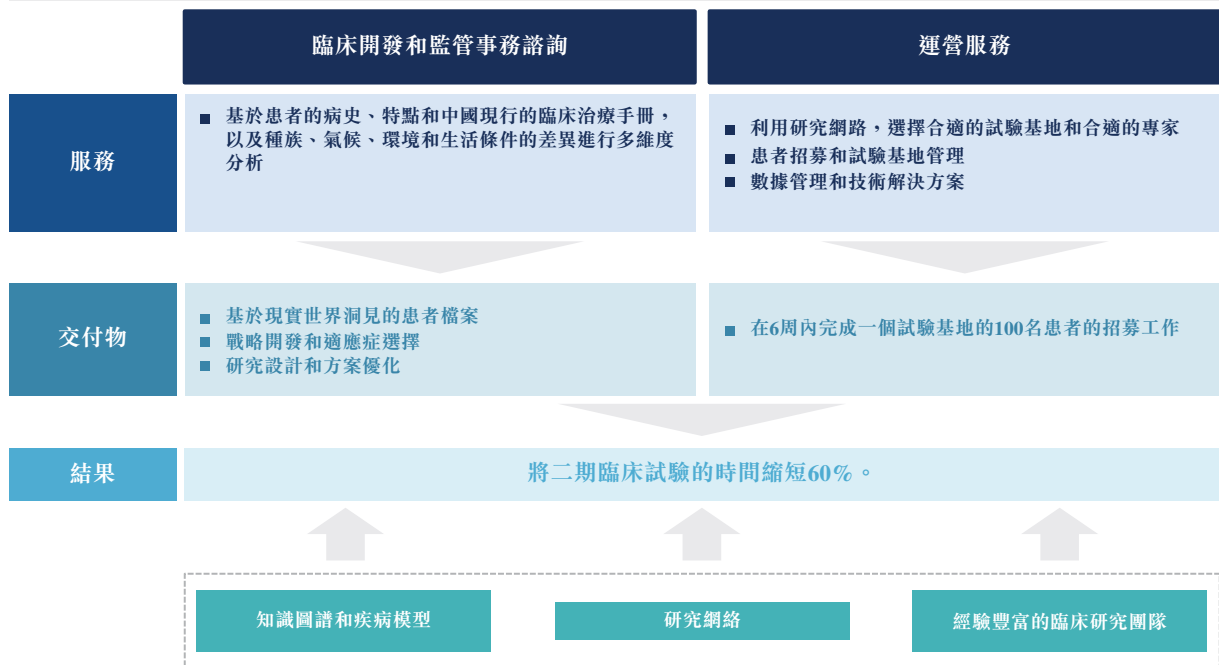 臨床開發和監管事務諮詢
運營服務
服務
■ 基於患者的病史、特點和中國現行的臨床治療手冊，
以及種族、氣候、環境和生活條件的差異進行多維度
分析
■ 利用研究網路，選擇合適的試驗基地和合適的專家
■ 患者招募和試驗基地管理
■ 數據管理和技術解決方案
交付物
■ 基於現實世界洞見的患者檔案
■ 戰略開發和適應症選擇
■ 研究設計和方案優化
■ 在6周內完成一個試驗基地的100名患者的招募工作
結果
將二期臨床試驗的時間縮短60%。
知識圖譜和疾病模型
研究網絡
經驗豐富的臨床研究團隊